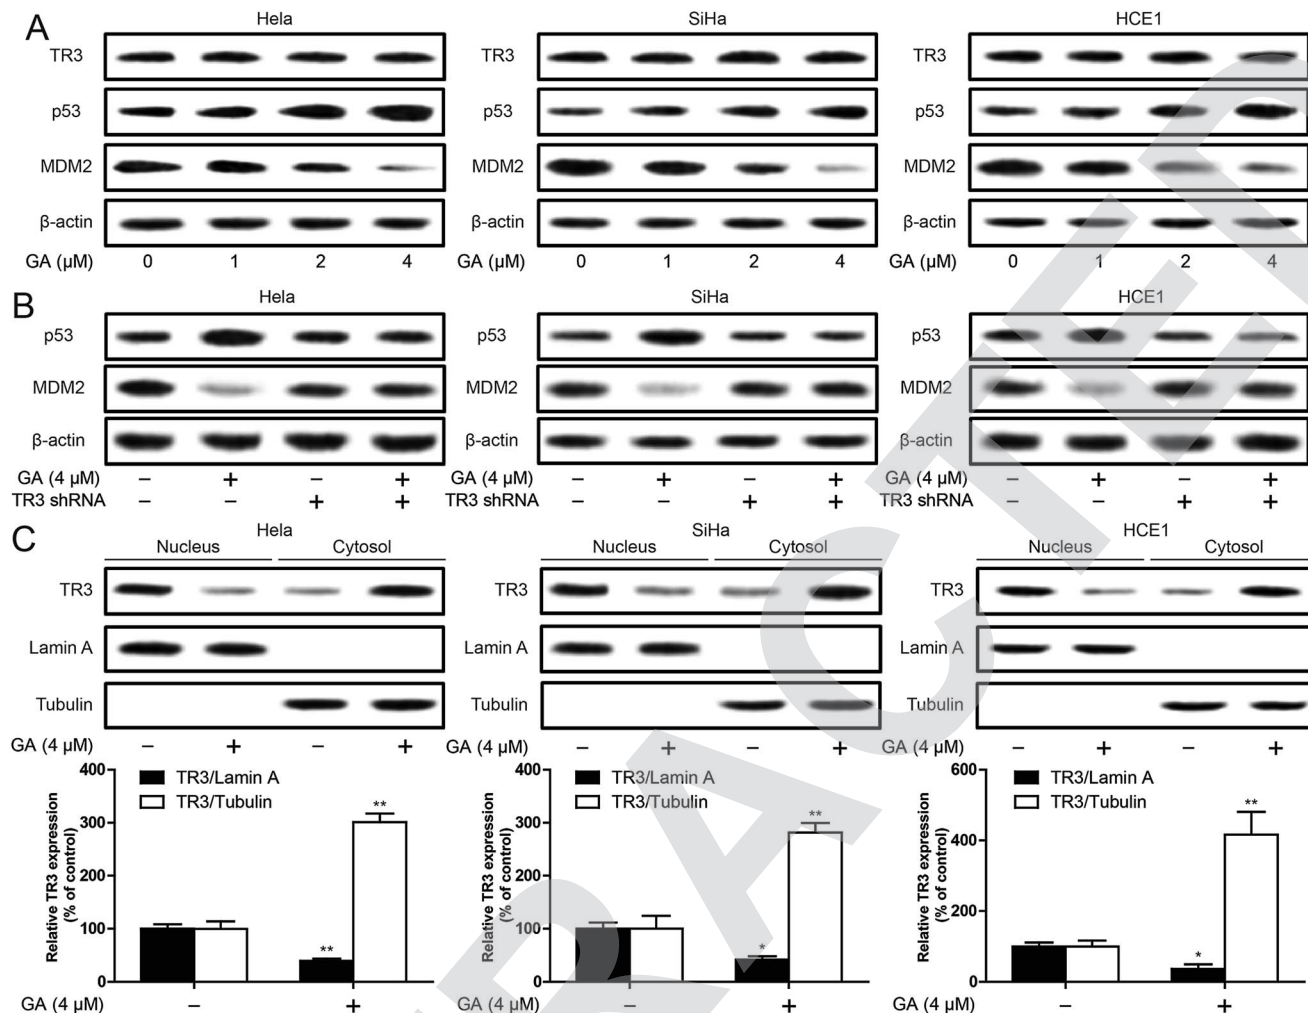 A
Hela SiHa HCE1
TR3 TR3 TR3
p53 p53 p53
MDM2 MDM2 MDM2
β-actin β-actin β-actin
GA (μM) 0 1 2 4 GA (μM) 0 1 2 4 GA (μM) 0 1 2 4
B
Hela SiHa HCE1
p53 p53 p53
MDM2 MDM2 MDM2
β-actin β-actin β-actin
GA (4 μM) – + – + GA (4 μM) – + – + GA (4 μM) – + – +
TR3 shRNA – – + + TR3 shRNA – – + + TR3 shRNA – – + +
C
Hela SiHa HCE1
Nucleus Cytosol Nucleus Cytosol Nucleus Cytosol
TR3 TR3 TR3
Lamin A Lamin A Lamin A
Tubulin Tubulin Tubulin
GA (4 μM) – + – + GA (4 μM) – + – + GA (4 μM) – + – +
Relative TR3 expression
(% of control)
400
300
200
100
0
TR3/Lamin A
TR3/Tubulin
**
**
GA (4 μM) – +
Relative TR3 expression
(% of control)
400
300
200
100
0
TR3/Lamin A
TR3/Tubulin
*
**
GA (4 μM) – +
Relative TR3 expression
(% of control)
600
400
200
0
TR3/Lamin A
TR3/Tubulin
*
**
GA (4 μM) – +
RACTED